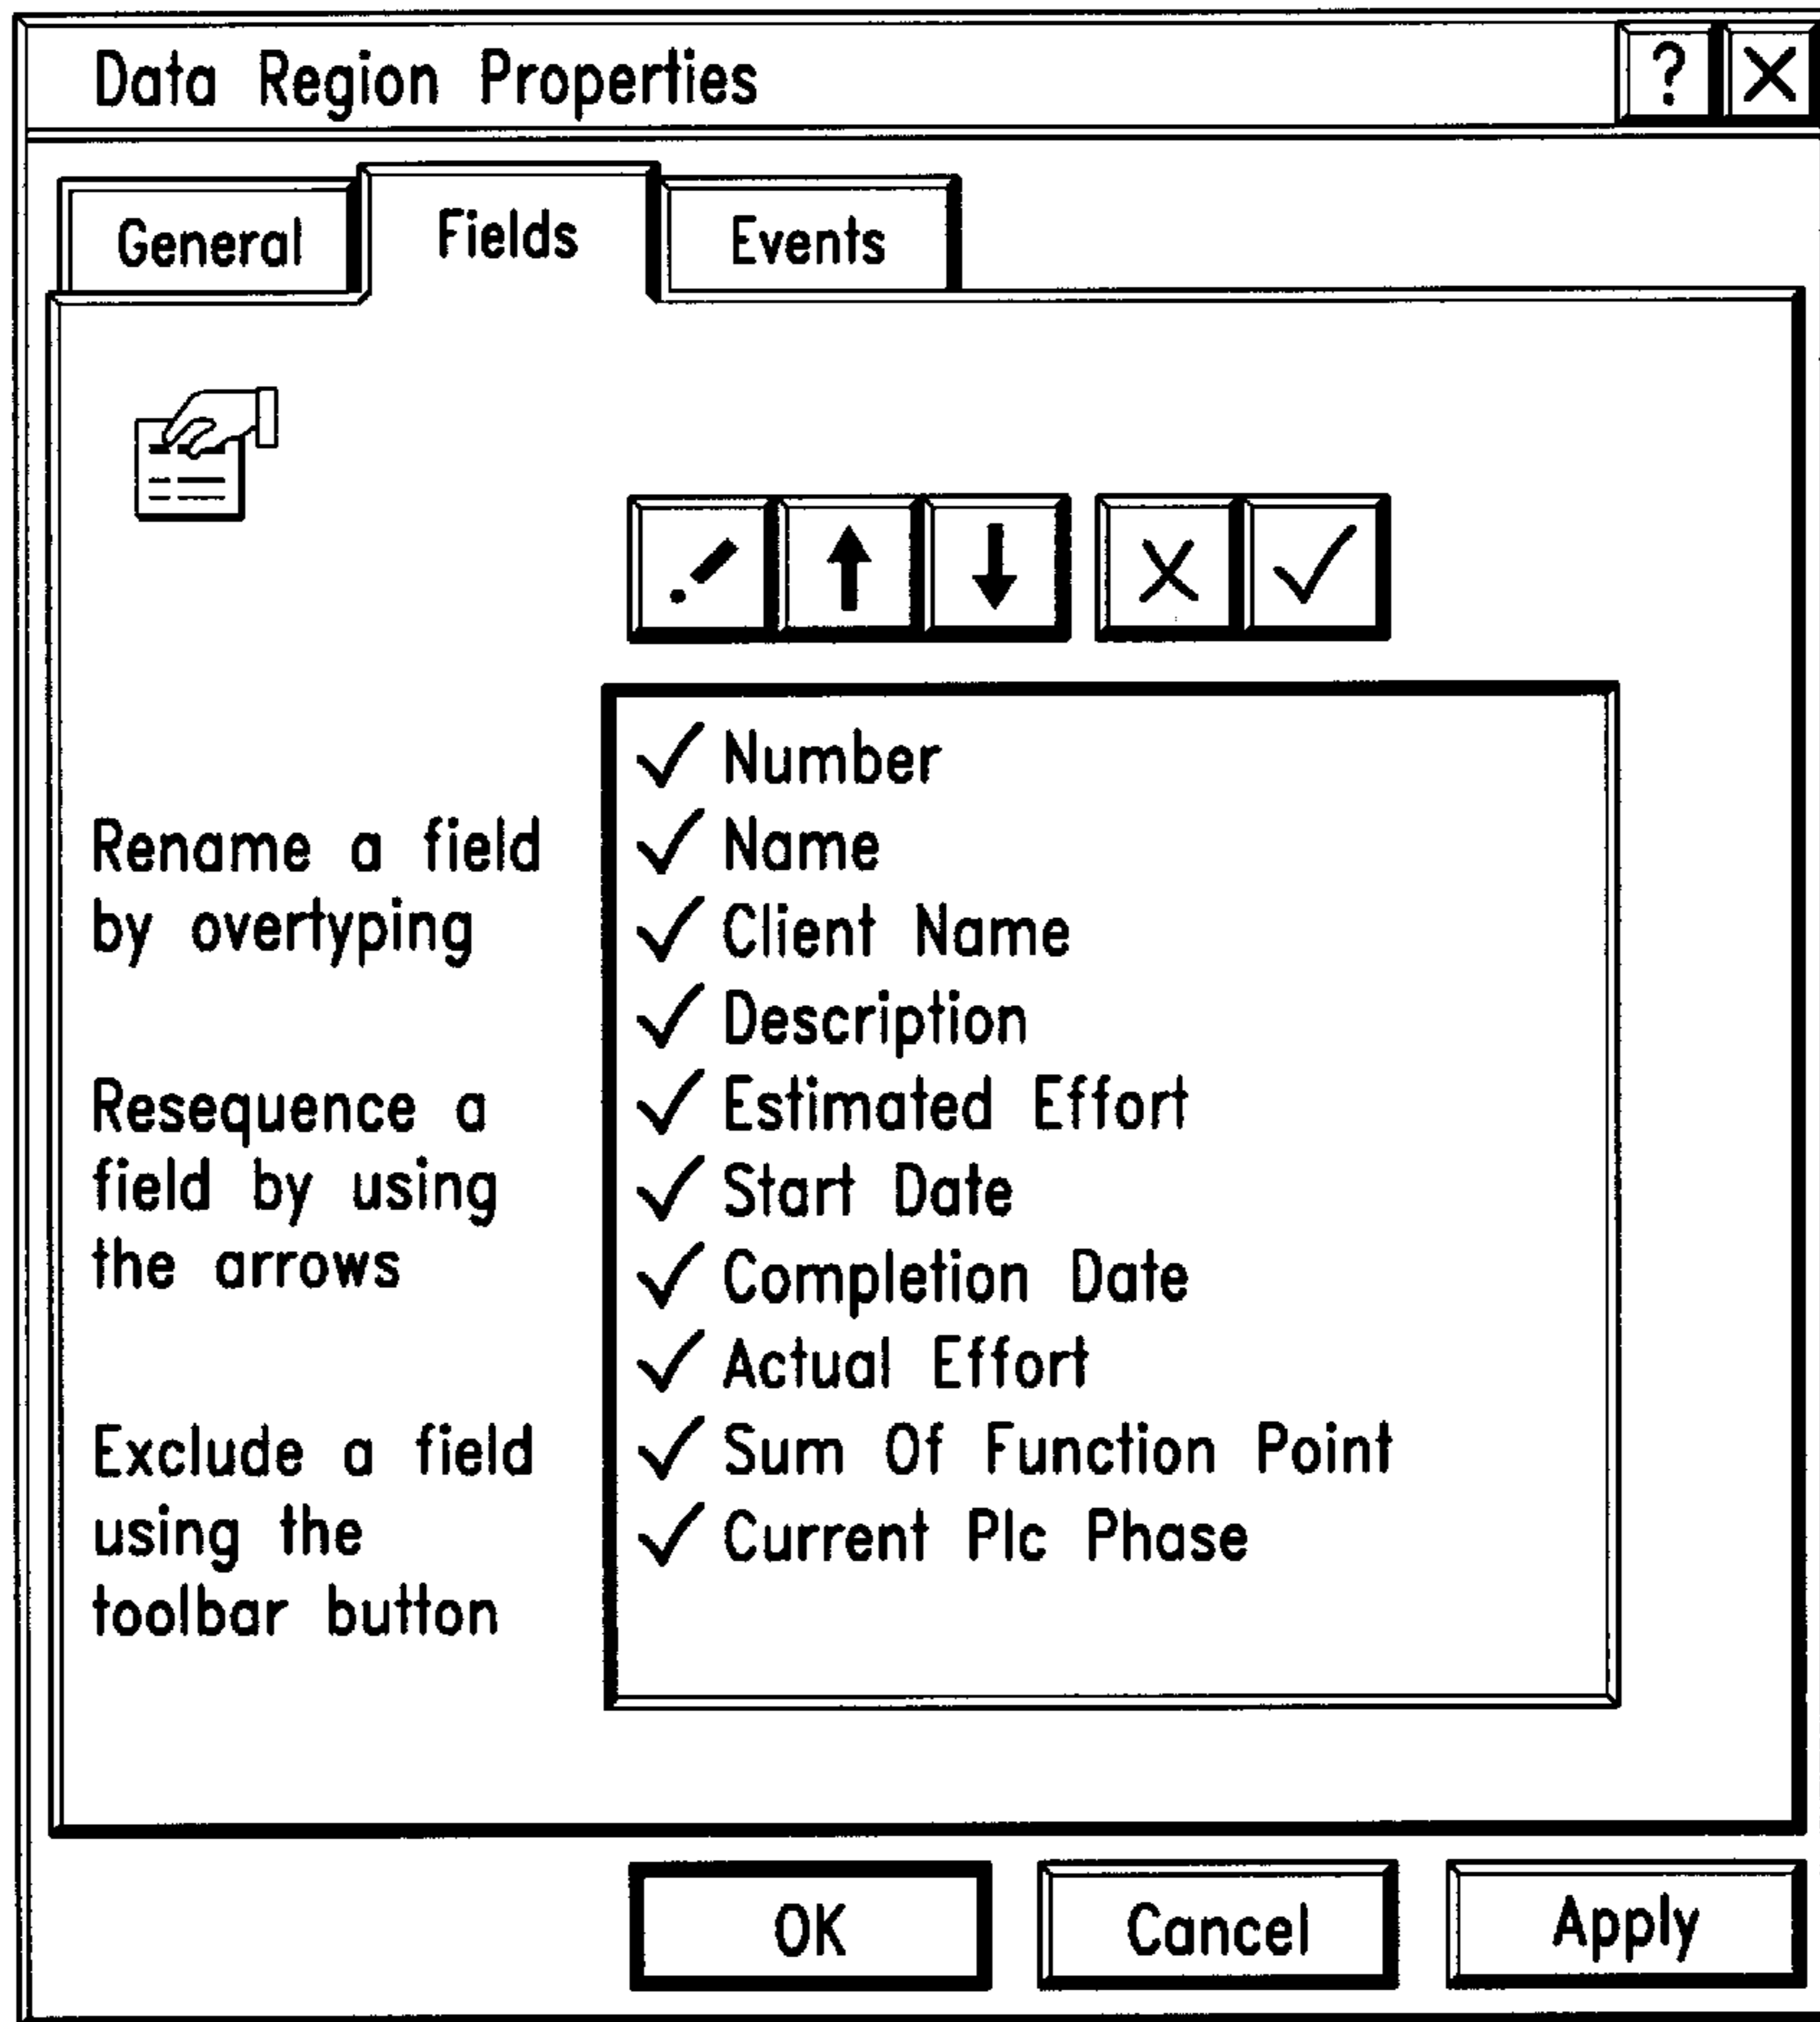 Data Region Properties ? X
General Fields Events
Rename a field
by overtyping
Resequence a
field by using
the arrows
Exclude a field
using the
toolbar button
Number
Name
Client Name
Description
Estimated Effort
Start Date
Completion Date
Actual Effort
Sum Of Function Point
Current Plc Phase
OK Cancel Apply